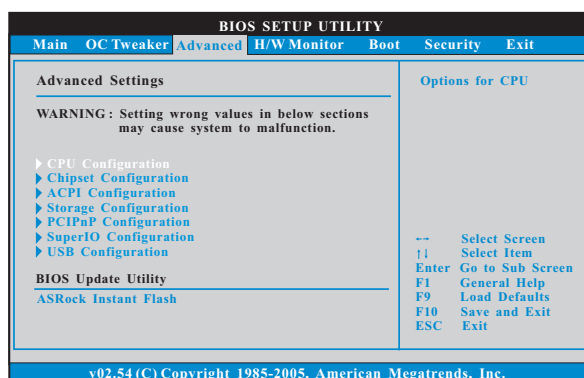 BIOS SETUP UTILITY
Main OC Tweaker Advanced H/W Monitor Boot Security Exit
Advanced Settings
WARNING : Setting wrong values in below sections
may cause system to malfunction.
CPU Configuration
Chipset Configuration
ACPI Configuration
Storage Configuration
PCIPnP Configuration
SuperIO Configuration
USB Configuration
BIOS Update Utility
ASRock Instant Flash
Options for CPU
←→ Select Screen
↑↓ Select Item
Enter Go to Sub Screen
F1 General Help
F9 Load Defaults
F10 Save and Exit
ESC Exit
v02.54 (C) Copyright 1985-2005, American Megatrends, Inc.